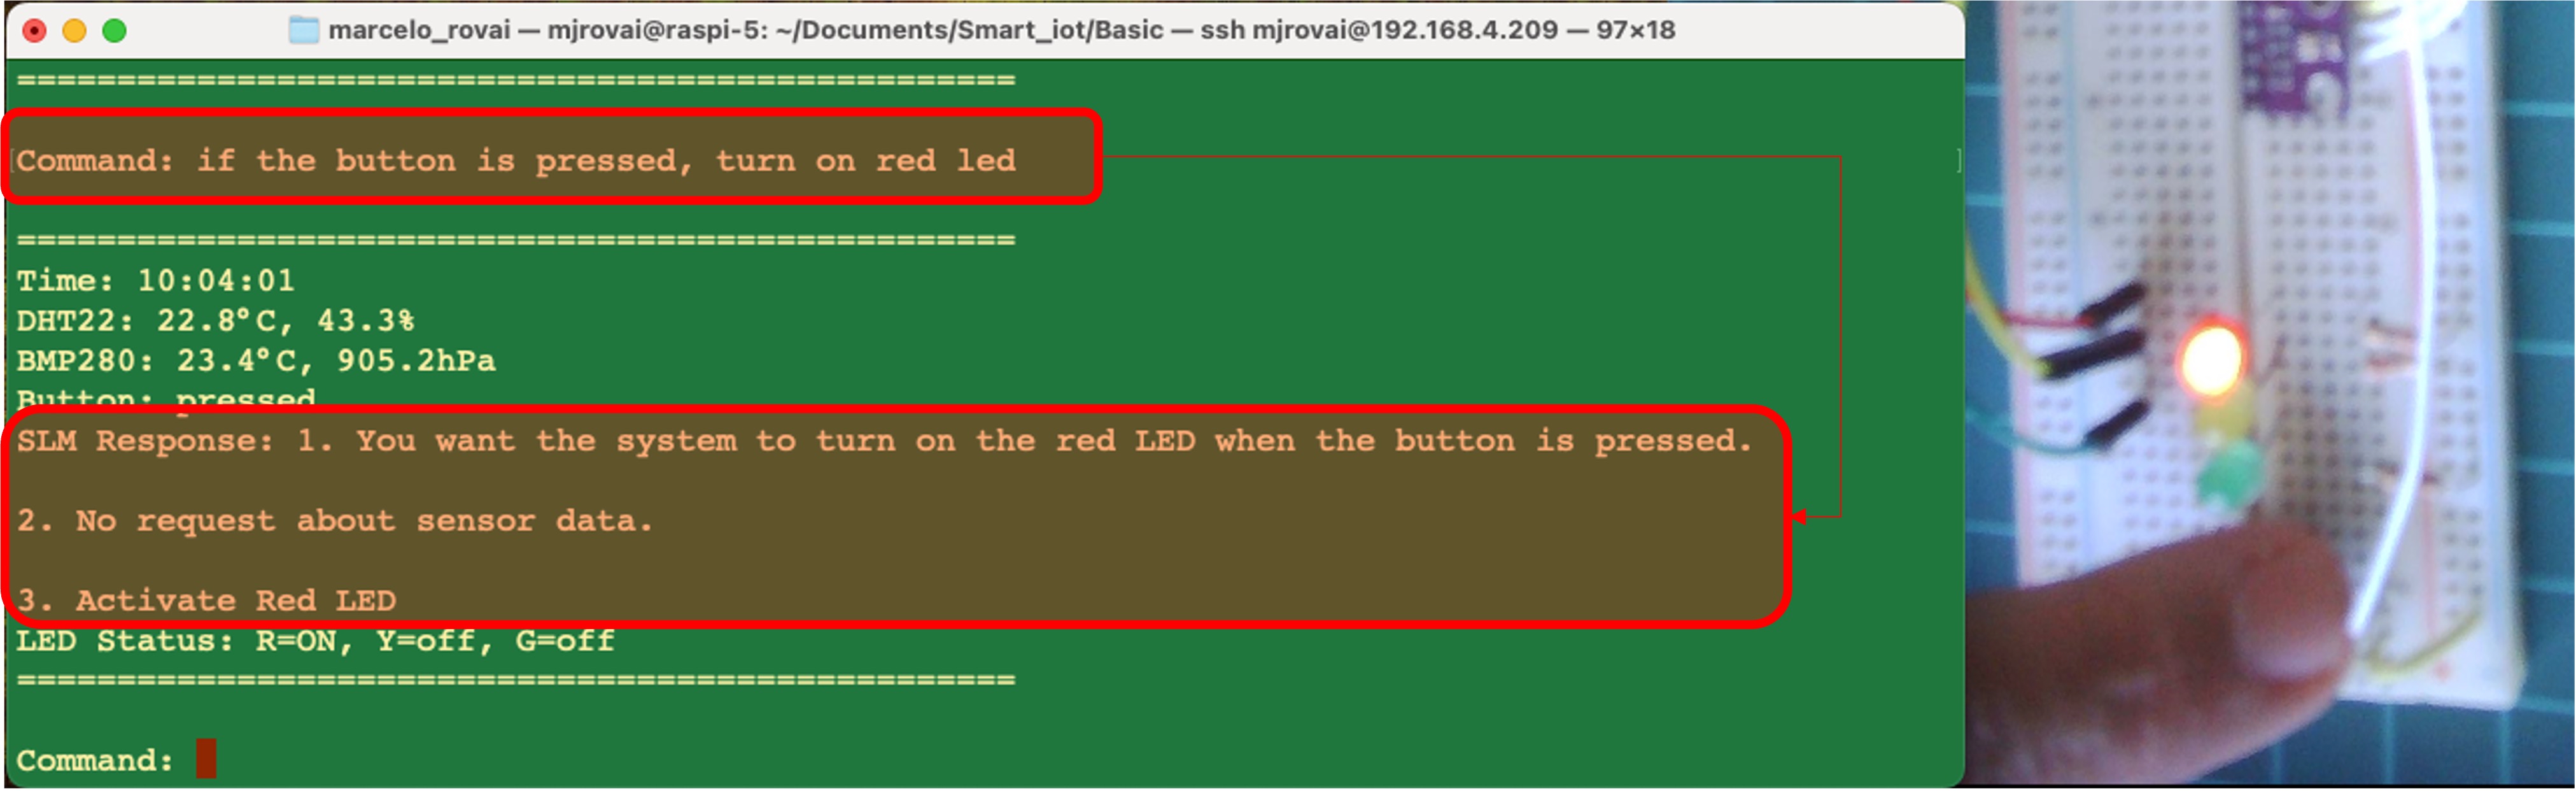 marcelo_rovai — mjrovai@raspi-5: ~/Documents/Smart_iot/Basic — ssh mjrovai@192.168.4.209 — 97×18
==================================================
[Command: if the button is pressed, turn on red led ]
==================================================
Time: 10:04:01
DHT22: 22.8°C, 43.3%
BMP280: 23.4°C, 905.2hPa
Button: pressed
SLM Response: 1. You want the system to turn on the red LED when the button is pressed.
2. No request about sensor data.
3. Activate Red LED
LED Status: R=ON, Y=off, G=off
==================================================
Command: